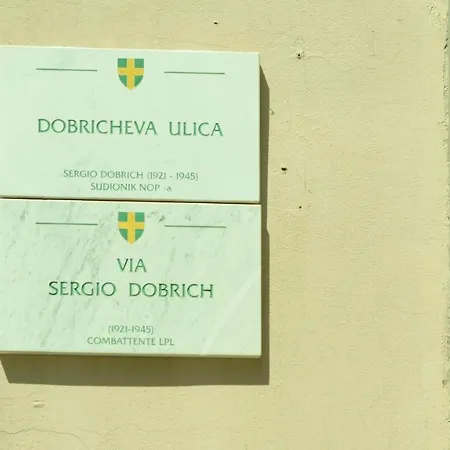 DOBRICHEVA ULICA
SERGIO DOBRICH (1921 - 1945)
SUDIONIK NOP -a
VIA
SERGIO DOBRICH
(1921-1945)
COMBATTENTE LPL